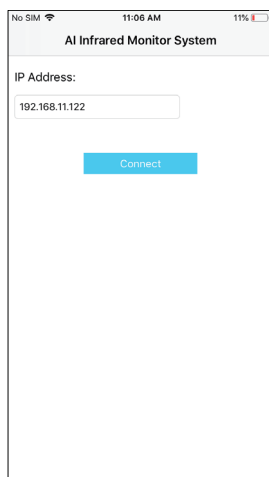 No SIM 11:06 AM 11%
AI Infrared Monitor System
IP Address:
192.168.11.122
Connect